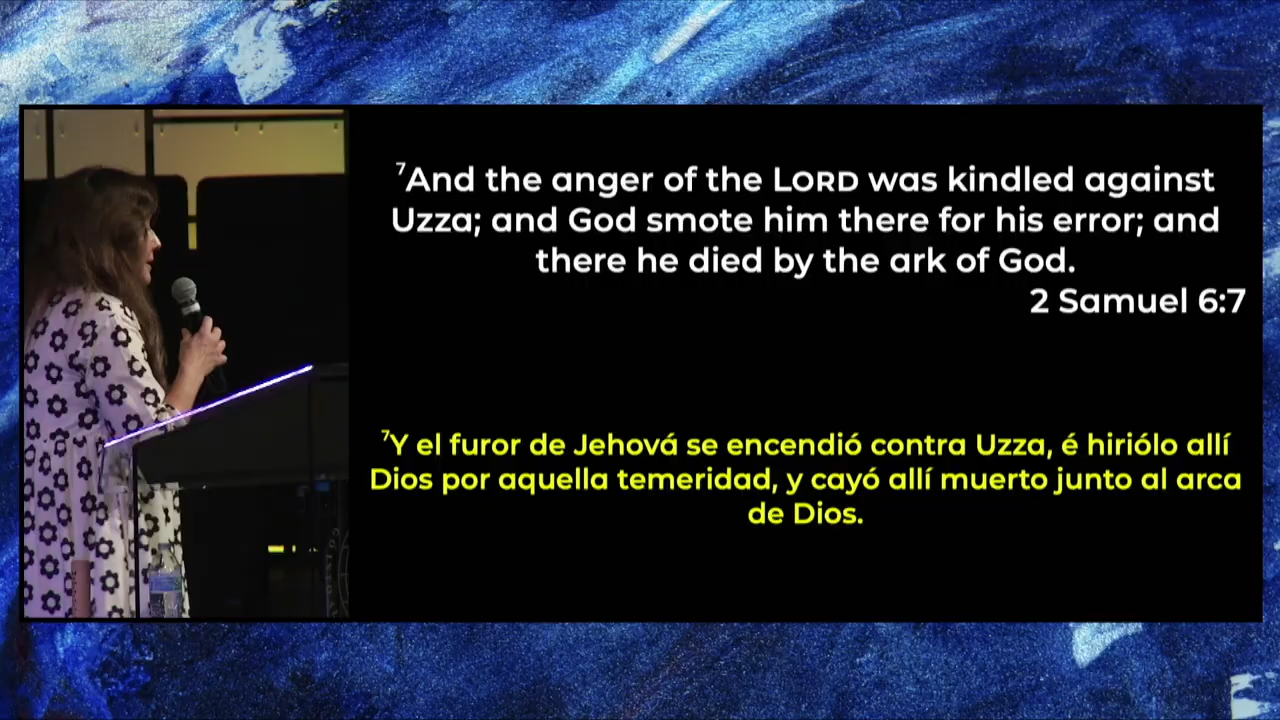 ⁷And the anger of the LORD was kindled against
Uzza; and God smote him there for his error; and
there he died by the ark of God.
2 Samuel 6:7
⁷Y el furor de Jehová se encendió contra Uzza, é hiriólo allí
Dios por aquella temeridad, y cayó allí muerto junto al arca
de Dios.